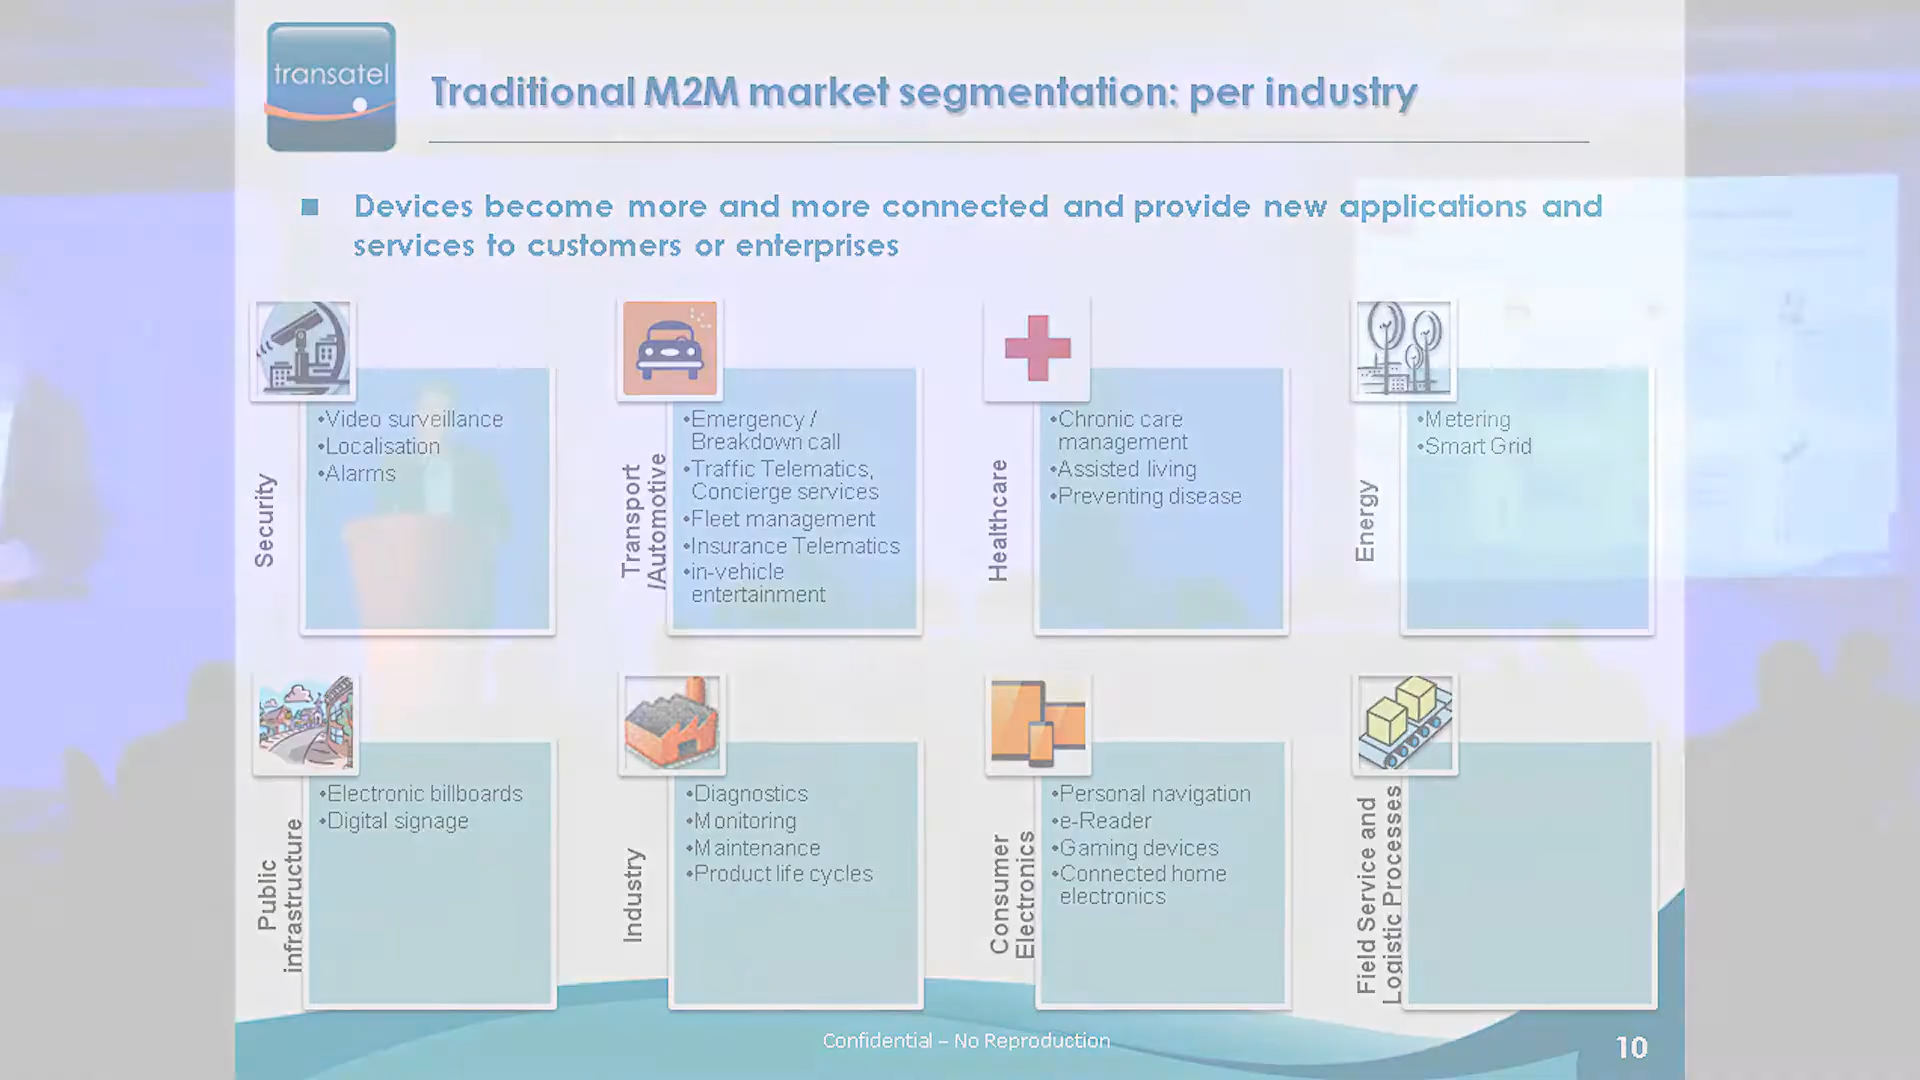 transatel
Traditional M2M market segmentation: per industry
■ Devices become more and more connected and provide new applications and
services to customers or enterprises
Security
•Video surveillance
•Localisation
•Alarms
Transport
/Automotive
•Emergency /
Breakdown call
•Traffic Telematics,
Concierge services
•Fleet management
•Insurance Telematics
•in-vehicle
entertainment
Healthcare
•Chronic care
management
•Assisted living
•Preventing disease
Energy
•Metering
•Smart Grid
Public
infrastructure
•Electronic billboards
•Digital signage
Industry
•Diagnostics
•Monitoring
•Maintenance
•Product life cycles
Consumer
Electronics
•Personal navigation
•e-Reader
•Gaming devices
•Connected home
electronics
Field Service and
Logistic Processes
Confidential – No Reproduction
10